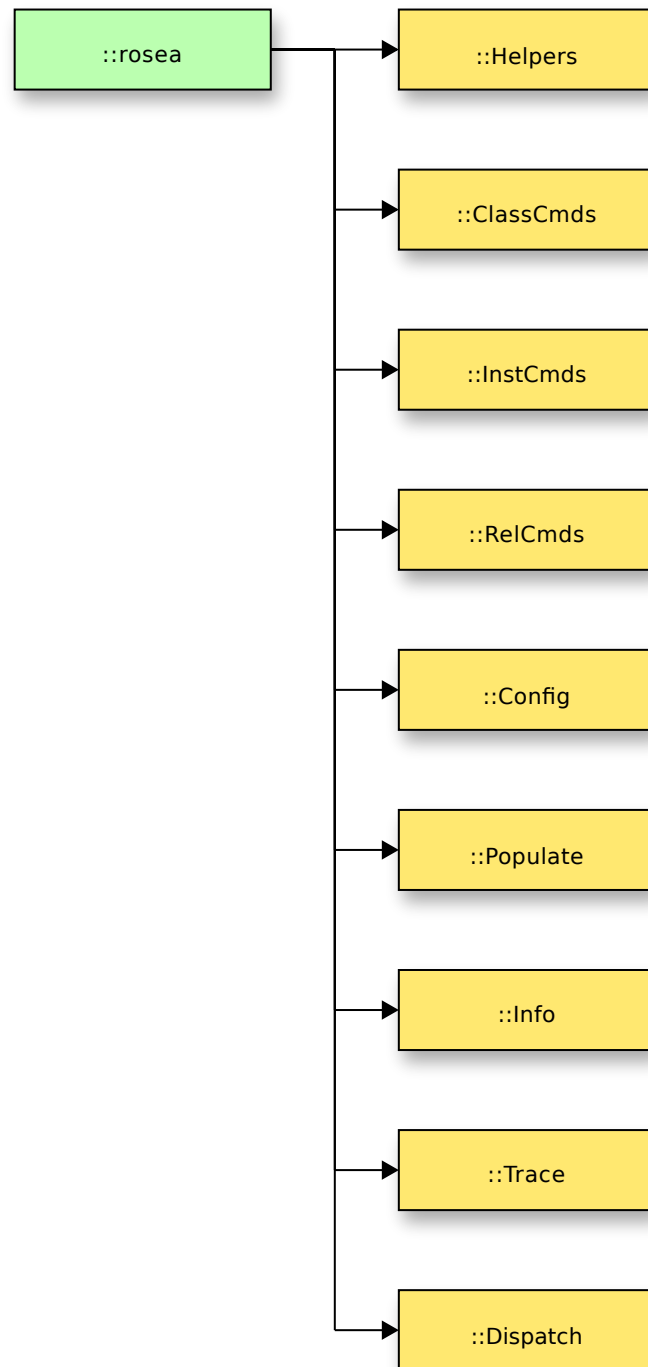 ::rosea
::Helpers
::ClassCmds
::InstCmds
::RelCmds
::Config
::Populate
::Info
::Trace
::Dispatch